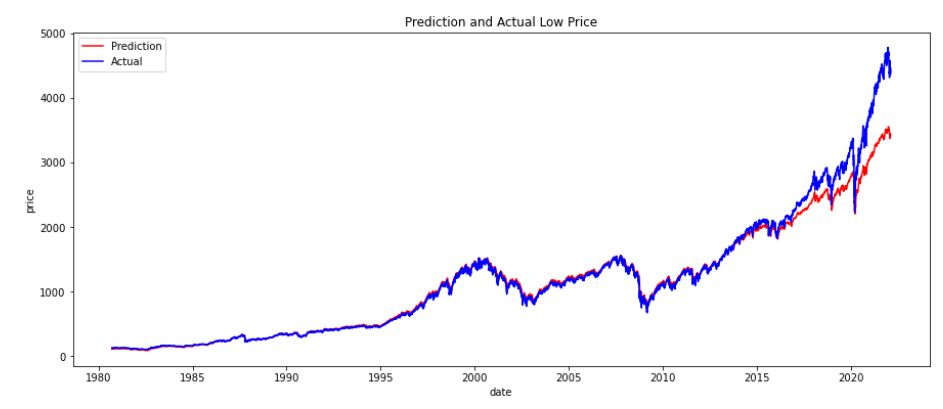 Prediction and Actual Low Price
Prediction
Actual
price
5000
4000
3000
2000
1000
0
1980 1985 1990 1995 2000 2005 2010 2015 2020
date